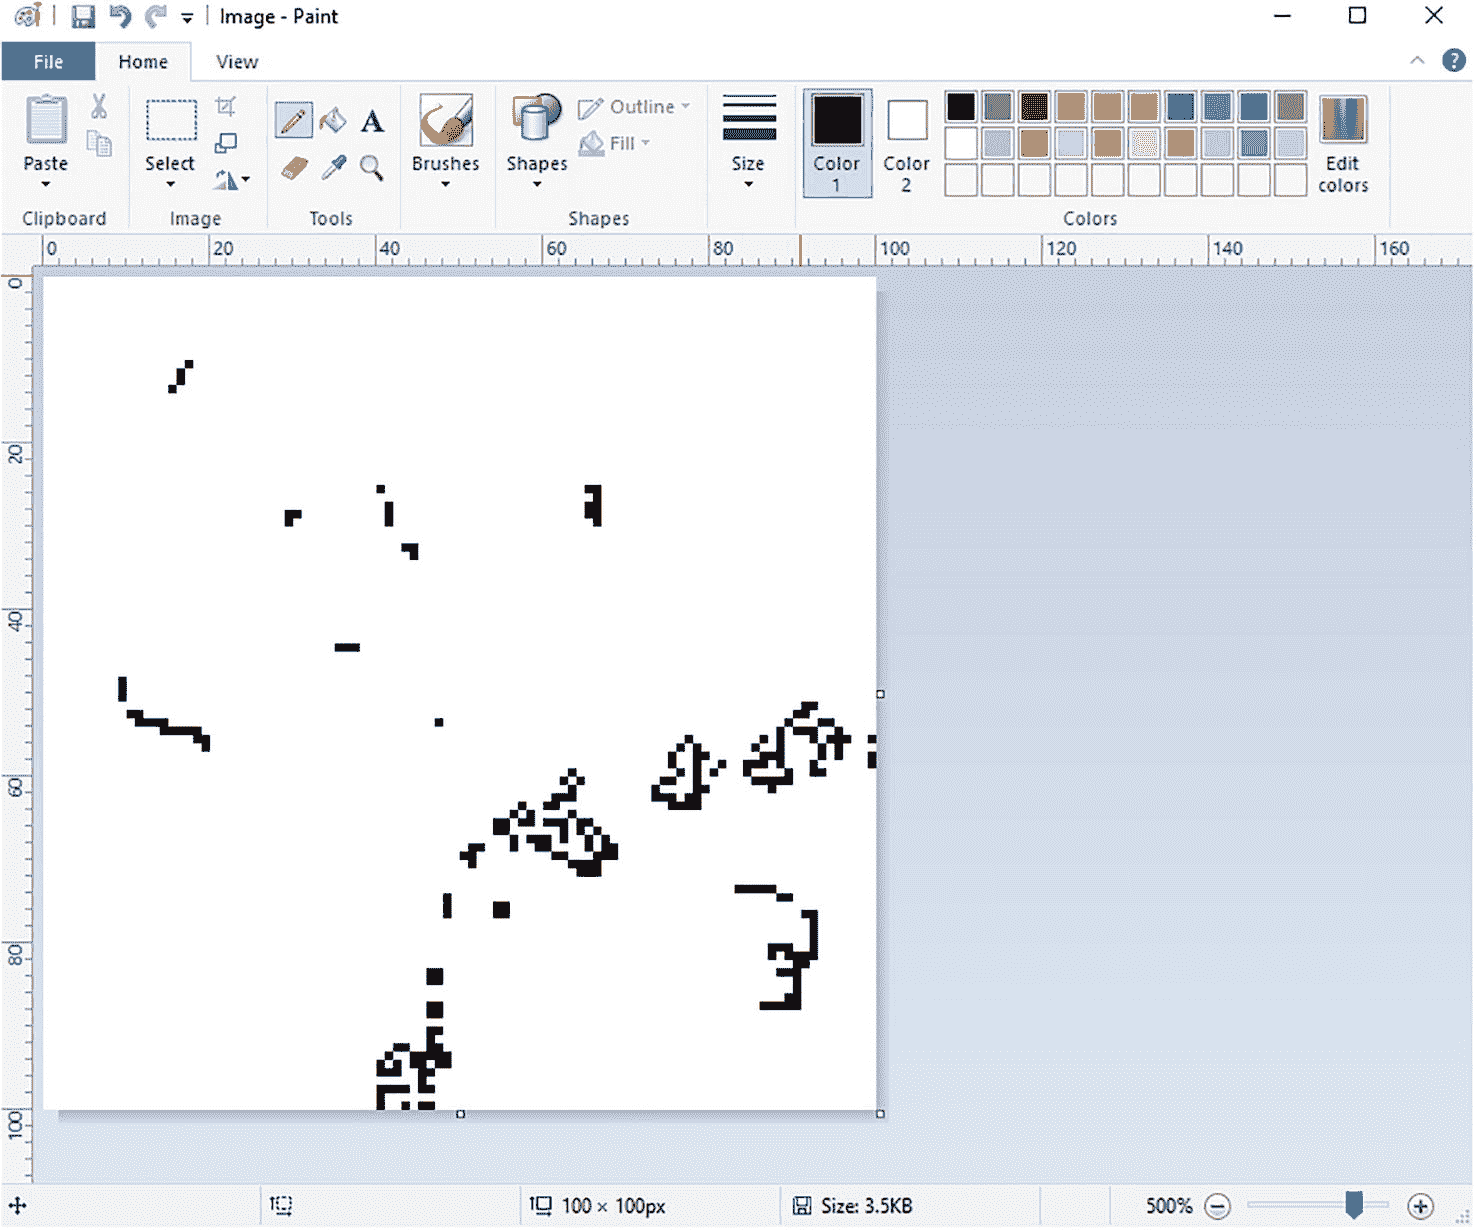 Image - Paint
File Home View
Paste Select Brushes Shapes Outline Fill Size Color 1 Color 2 Edit colors
Clipboard Image Tools Shapes Colors
0 20 40 60 80 100 120 140 160
0
20
40
60
80
100
100 × 100px Size: 3.5KB 500%